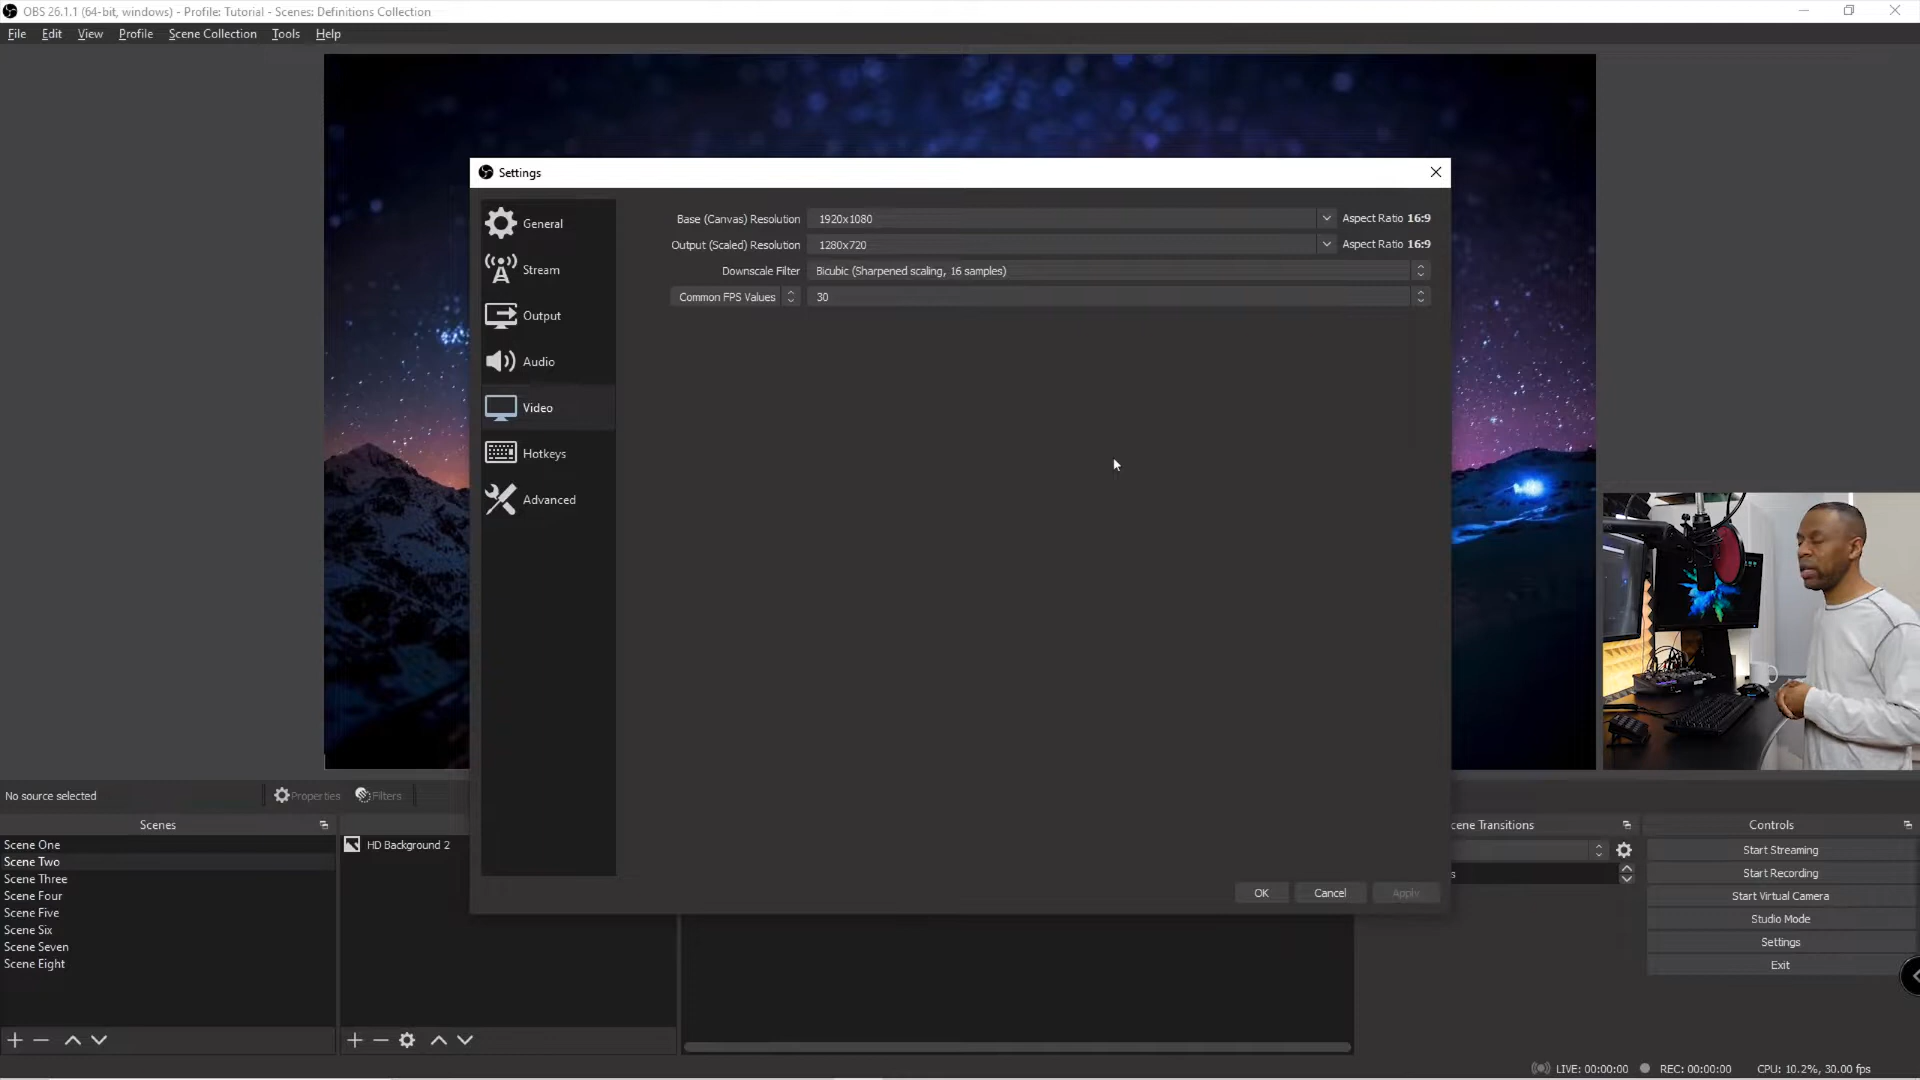 OBS 26.1.1 (64-bit, windows) - Profile: Tutorial - Scenes: Definitions Collection
File Edit View Profile Scene Collection Tools Help
Settings
General
Stream
Output
Audio
Video
Hotkeys
Advanced
Base (Canvas) Resolution 1920x1080 Aspect Ratio 16:9
Output (Scaled) Resolution 1280x720 Aspect Ratio 16:9
Downscale Filter Bicubic (Sharpened scaling, 16 samples)
Common FPS Values 30
OK Cancel Apply
No source selected Properties Filters
Scenes
Scene One
Scene Two
Scene Three
Scene Four
Scene Five
Scene Six
Scene Seven
Scene Eight
HD Background 2
cene Transitions
s
Controls
Start Streaming
Start Recording
Start Virtual Camera
Studio Mode
Settings
Exit
LIVE: 00:00:00 REC: 00:00:00 CPU: 10.2%, 30.00 fps